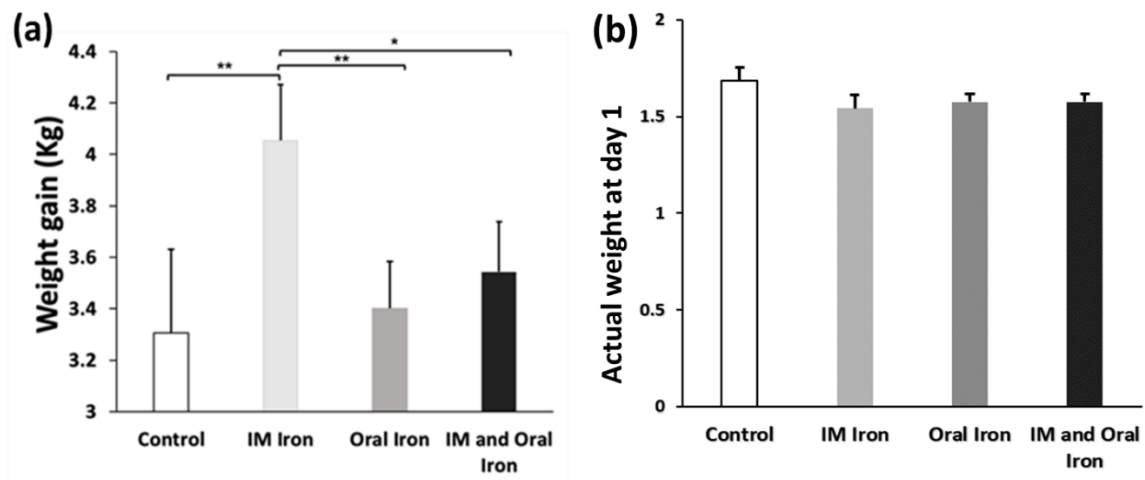 (a)
Weight gain (Kg)
4.4
4.2
4
3.8
3.6
3.4
3.2
3
**
**
*
Control
IM Iron
Oral Iron
IM and Oral
Iron
(b)
Actual weight at day 1
2
1.5
1
0.5
0
Control
IM Iron
Oral Iron
IM and Oral
Iron